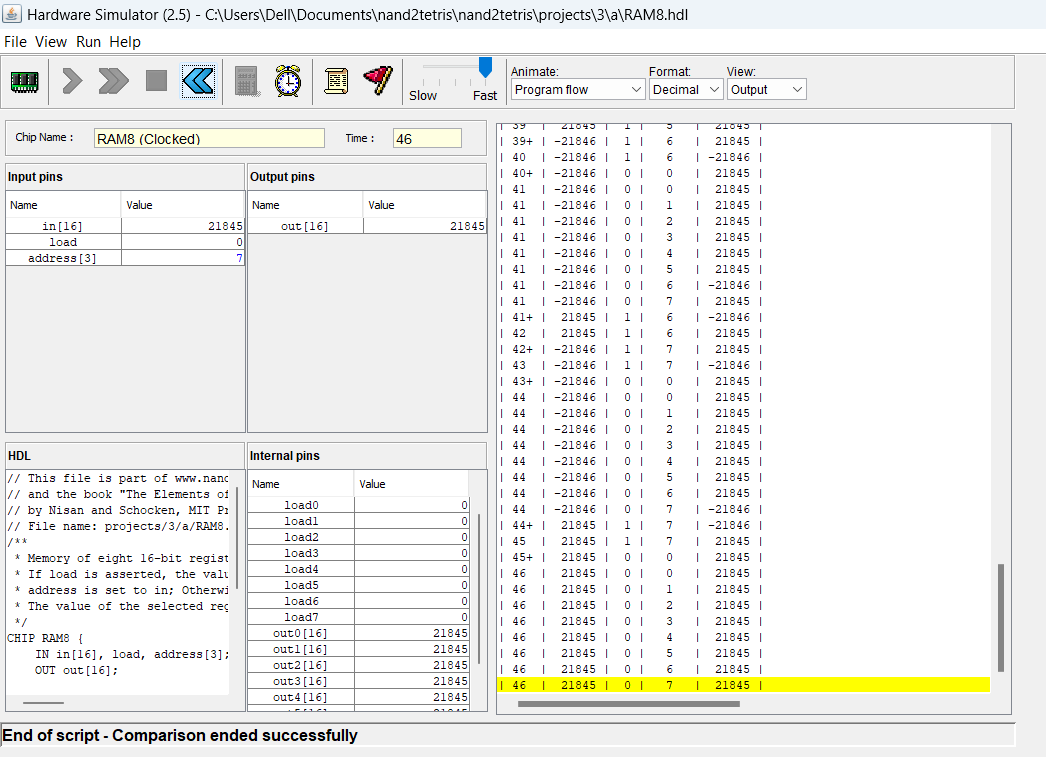 Hardware Simulator (2.5) - C:\Users\Dell\Documents\nand2tetris\nand2tetris\projects\3\a\RAM8.hdl
File View Run Help
Slow Fast
Animate: Format: View:
Program flow Decimal Output
Chip Name : RAM8 (Clocked) Time : 46
Input pins
Name Value
in[16] 21845
load 0
address[3] 7
Output pins
Name Value
out[16] 21845
HDL
// This file is part of www.nand
// and the book "The Elements of
// by Nisan and Schocken, MIT Pr
// File name: projects/3/a/RAM8.
/**
* Memory of eight 16-bit regist
* If load is asserted, the valu
* address is set to in; Otherwi
* The value of the selected reg
*/
CHIP RAM8 {
IN in[16], load, address[3];
OUT out[16];
Internal pins
Name Value
load0 0
load1 0
load2 0
load3 0
load4 0
load5 0
load6 0
load7 0
out0[16] 21845
out1[16] 21845
out2[16] 21845
out3[16] 21845
out4[16] 21845
| 39 | 21845 | 1 | 5 | 21845 |
| 39+ | -21846 | 1 | 6 | 21845 |
| 40 | -21846 | 1 | 6 | -21846 |
| 40+ | -21846 | 0 | 0 | 21845 |
| 41 | -21846 | 0 | 0 | 21845 |
| 41 | -21846 | 0 | 1 | 21845 |
| 41 | -21846 | 0 | 2 | 21845 |
| 41 | -21846 | 0 | 3 | 21845 |
| 41 | -21846 | 0 | 4 | 21845 |
| 41 | -21846 | 0 | 5 | 21845 |
| 41 | -21846 | 0 | 6 | -21846 |
| 41 | -21846 | 0 | 7 | 21845 |
| 41+ | 21845 | 1 | 6 | -21846 |
| 42 | 21845 | 1 | 6 | 21845 |
| 42+ | -21846 | 1 | 7 | 21845 |
| 43 | -21846 | 1 | 7 | -21846 |
| 43+ | -21846 | 0 | 0 | 21845 |
| 44 | -21846 | 0 | 0 | 21845 |
| 44 | -21846 | 0 | 1 | 21845 |
| 44 | -21846 | 0 | 2 | 21845 |
| 44 | -21846 | 0 | 3 | 21845 |
| 44 | -21846 | 0 | 4 | 21845 |
| 44 | -21846 | 0 | 5 | 21845 |
| 44 | -21846 | 0 | 6 | 21845 |
| 44 | -21846 | 0 | 7 | -21846 |
| 44+ | 21845 | 1 | 7 | -21846 |
| 45 | 21845 | 1 | 7 | 21845 |
| 45+ | 21845 | 0 | 0 | 21845 |
| 46 | 21845 | 0 | 0 | 21845 |
| 46 | 21845 | 0 | 1 | 21845 |
| 46 | 21845 | 0 | 2 | 21845 |
| 46 | 21845 | 0 | 3 | 21845 |
| 46 | 21845 | 0 | 4 | 21845 |
| 46 | 21845 | 0 | 5 | 21845 |
| 46 | 21845 | 0 | 6 | 21845 |
| 46 | 21845 | 0 | 7 | 21845 |
End of script - Comparison ended successfully